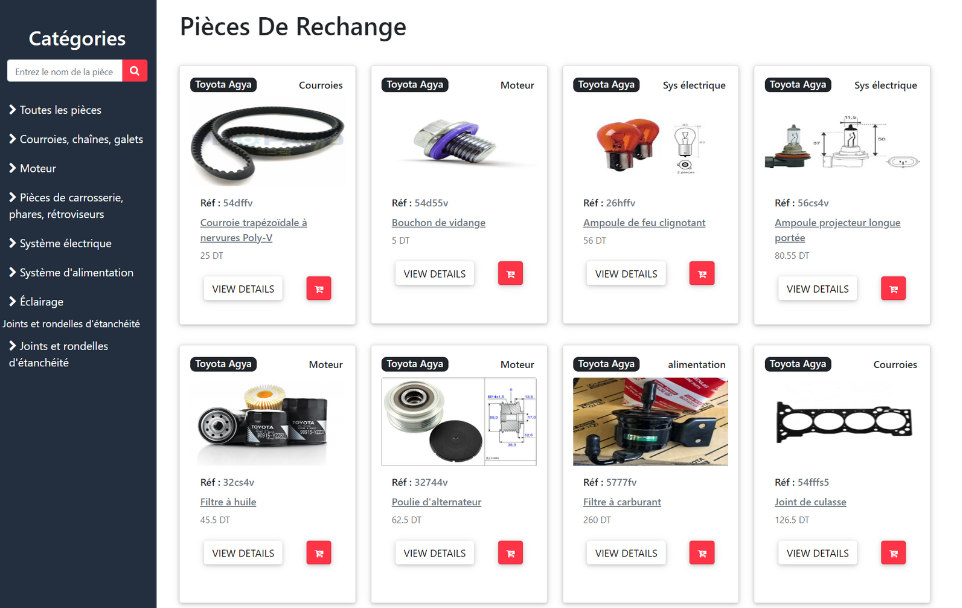 Catégories
Entrez le nom de la pièce
Toutes les pièces
Courroies, chaînes, galets
Moteur
Pièces de carrosserie,
phares, rétroviseurs
Système électrique
Système d'alimentation
Éclairage
Joints et rondelles d'étanchéité
Joints et rondelles
d'étanchéité
Pièces De Rechange
Toyota Agya Courroies
Réf : 54dffv
Courroie trapézoïdale à
nervures Poly-V
25 DT
VIEW DETAILS
Toyota Agya Moteur
Réf : 54d55v
Bouchon de vidange
5 DT
VIEW DETAILS
Toyota Agya Sys électrique
Réf : 26hffv
Ampoule de feu clignotant
56 DT
VIEW DETAILS
Toyota Agya Sys électrique
11,5
Réf : 56cs4v
Ampoule projecteur longue
portée
80.55 DT
VIEW DETAILS
Toyota Agya Moteur
TOYOTA
TOYOTA
Réf : 32cs4v
Filtre à huile
45.5 DT
VIEW DETAILS
Toyota Agya Moteur
Réf : 32744v
Poulie d'alternateur
62.5 DT
VIEW DETAILS
Toyota Agya alimentation
Réf : 5777fv
Filtre à carburant
260 DT
VIEW DETAILS
Toyota Agya Courroies
Réf : 54fffs5
Joint de culasse
126.5 DT
VIEW DETAILS